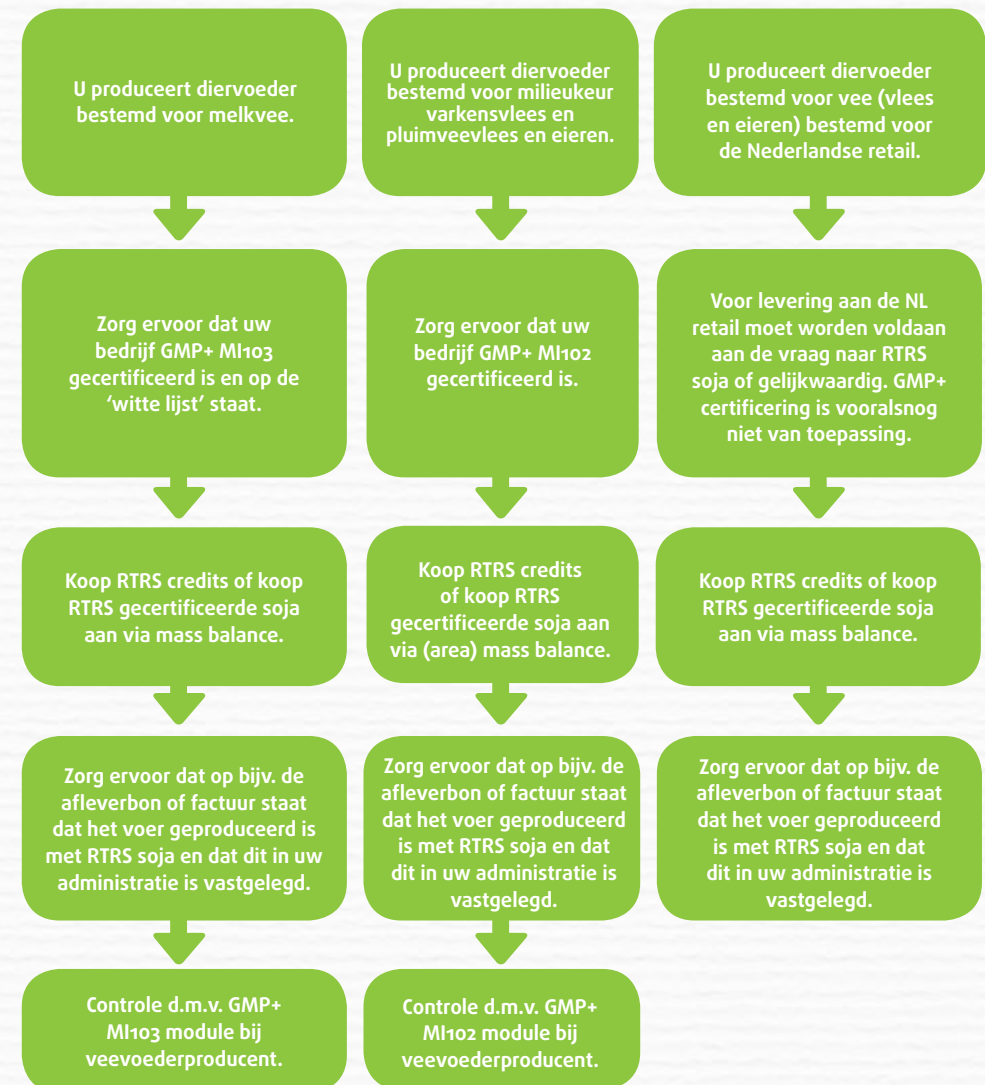 U produceert diervoeder
bestemd voor melkvee.
Zorg ervoor dat uw
bedrijf GMP+ MI103
gecertificeerd is en op de
‘witte lijst’ staat.
Koop RTRS credits of koop
RTRS gecertificeerde soja
aan via mass balance.
Zorg ervoor dat op bijv. de
afleverbon of factuur staat
dat het voer geproduceerd is
met RTRS soja en dat dit in uw
administratie is vastgelegd.
Controle d.m.v. GMP+
MI103 module bij
veevoederproducent.
U produceert diervoeder
bestemd voor milieukeur
varkensvlees en
pluimveevlees en eieren.
Zorg ervoor dat uw
bedrijf GMP+ MI102
gecertificeerd is.
Koop RTRS credits
of koop RTRS
gecertificeerde soja aan
via (area) mass balance.
Zorg ervoor dat op bijv. de
afleverbon of factuur staat
dat het voer geproduceerd
is met RTRS soja en dat
dit in uw administratie is
vastgelegd.
Controle d.m.v. GMP+
MI102 module bij
veevoederproducent.
U produceert diervoeder
bestemd voor vee (vlees
en eieren) bestemd voor
de Nederlandse retail.
Voor levering aan de NL
retail moet worden voldaan
aan de vraag naar RTRS
soja of gelijkwaardig. GMP+
certificering is vooralsnog
niet van toepassing.
Koop RTRS credits of koop
RTRS gecertificeerde soja
aan via mass balance.
Zorg ervoor dat op bijv. de
afleverbon of factuur staat
dat het voer geproduceerd
is met RTRS soja en dat
dit in uw administratie is
vastgelegd.